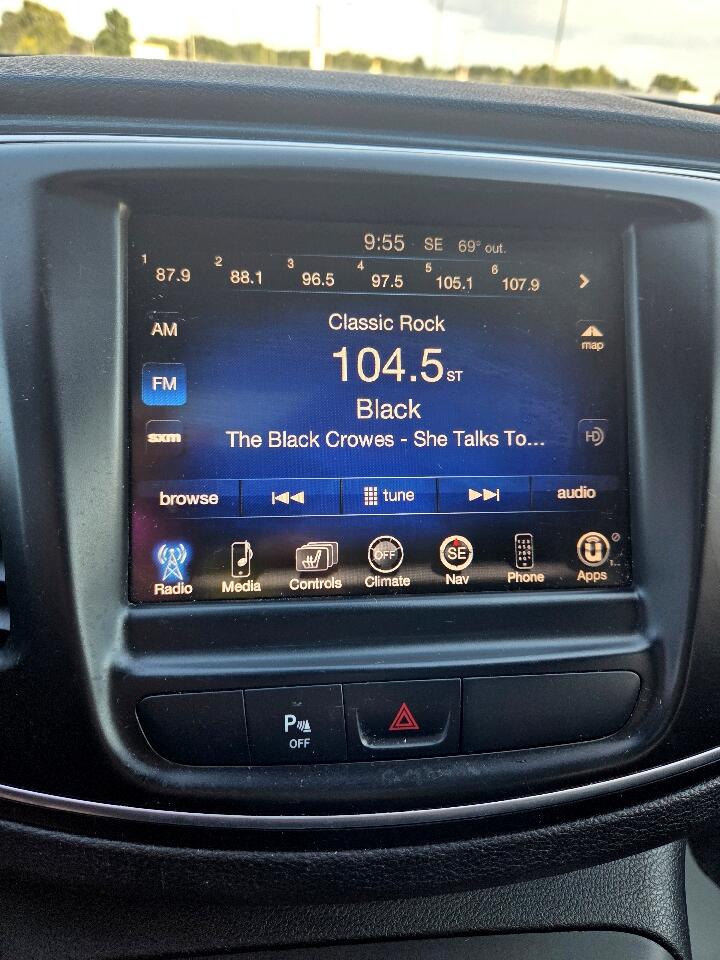 9:55 SE 69° out.
1 87.9 2 88.1 3 96.5 4 97.5 5 105.1 6 107.9
AM
Classic Rock
map
104.5 ST
FM
Black
sxm
The Black Crowes - She Talks To...
HD
browse tune audio
OFF SE
Radio Media Controls Climate Nav Phone Apps
P
OFF